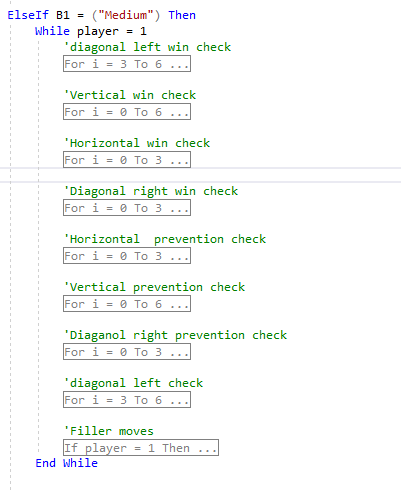 ElseIf B1 = ("Medium") Then
While player = 1
'diagonal left win check
For i = 3 To 6 ...
'Vertical win check
For i = 0 To 6 ...
'Horizontal win check
For i = 0 To 3 ...
'Diagonal right win check
For i = 0 To 3 ...
'Horizontal  prevention check
For i = 0 To 3 ...
'Vertical prevention check
For i = 0 To 6 ...
'Diaganol right prevention check
For i = 0 To 3 ...
'diagonal left check
For i = 3 To 6 ...
'Filler moves
If player = 1 Then ...
End While